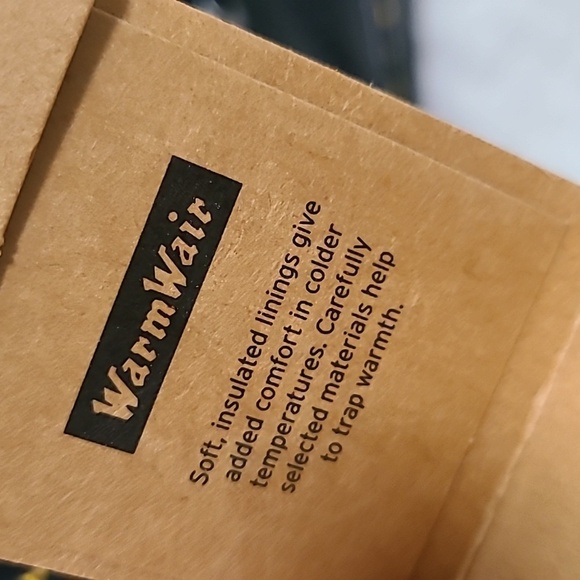 WarmWair
Soft, insulated linings give
added comfort in colder
temperatures. Carefully
selected materials help
to trap warmth.